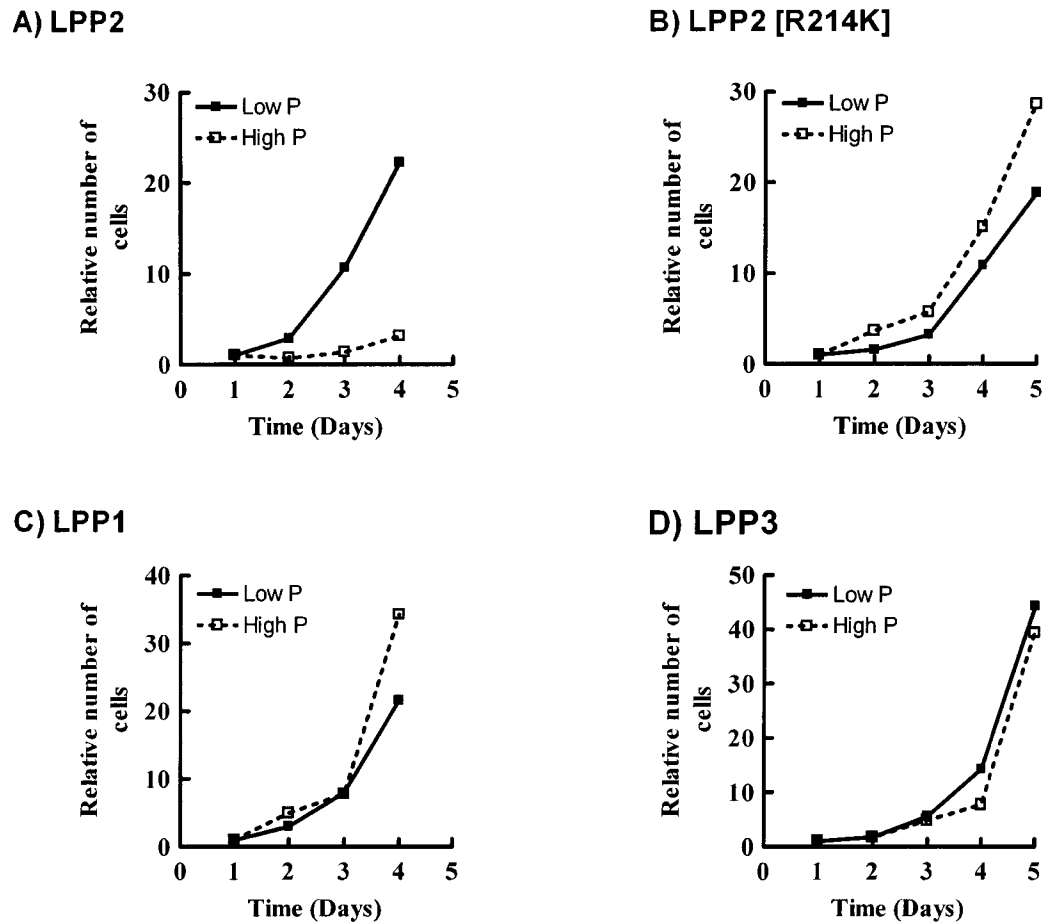 A) LPP2
Relative number of
cells
30
20
10
0
Low P
High P
0 1 2 3 4 5
Time (Days)
B) LPP2 [R214K]
Relative number of
cells
30
20
10
0
Low P
High P
0 1 2 3 4 5
Time (Days)
C) LPP1
Relative number of
cells
40
30
20
10
0
Low P
High P
0 1 2 3 4 5
Time (Days)
D) LPP3
Relative number of
cells
50
40
30
20
10
0
Low P
High P
0 1 2 3 4 5
Time (Days)